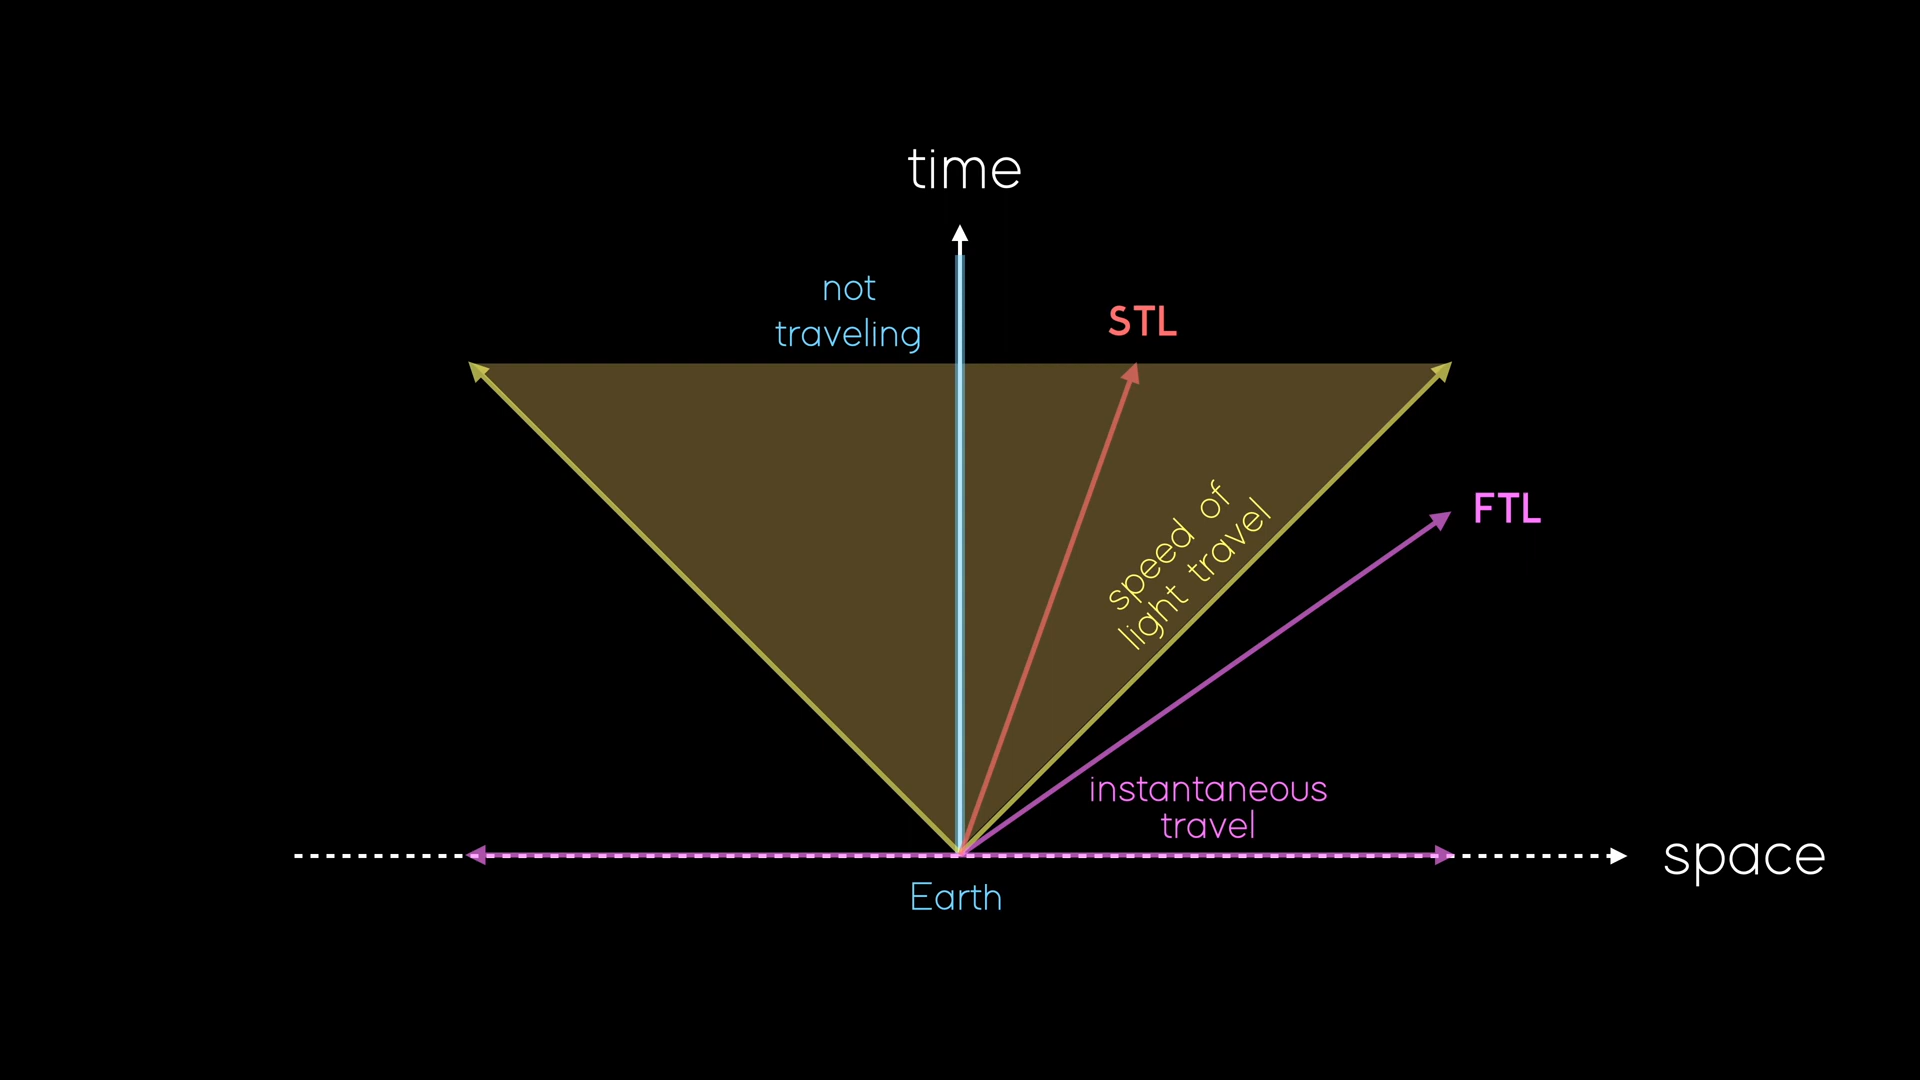 time
not
traveling
STL
FTL
speed of
light travel
instantaneous
travel
space
Earth